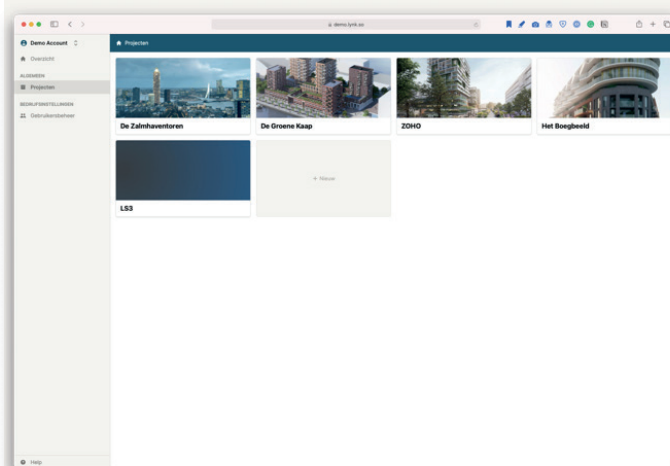 demo.lynk.so
Demo Account
Projecten
Overzicht
ALGEMEEN
Projecten
BEDRIJFSINSTELLINGEN
Gebruikersbeheer
De Zalmhaventoren
De Groene Kaap
ZOHO
Het Boegbeeld
LS3
+ Nieuw
Help